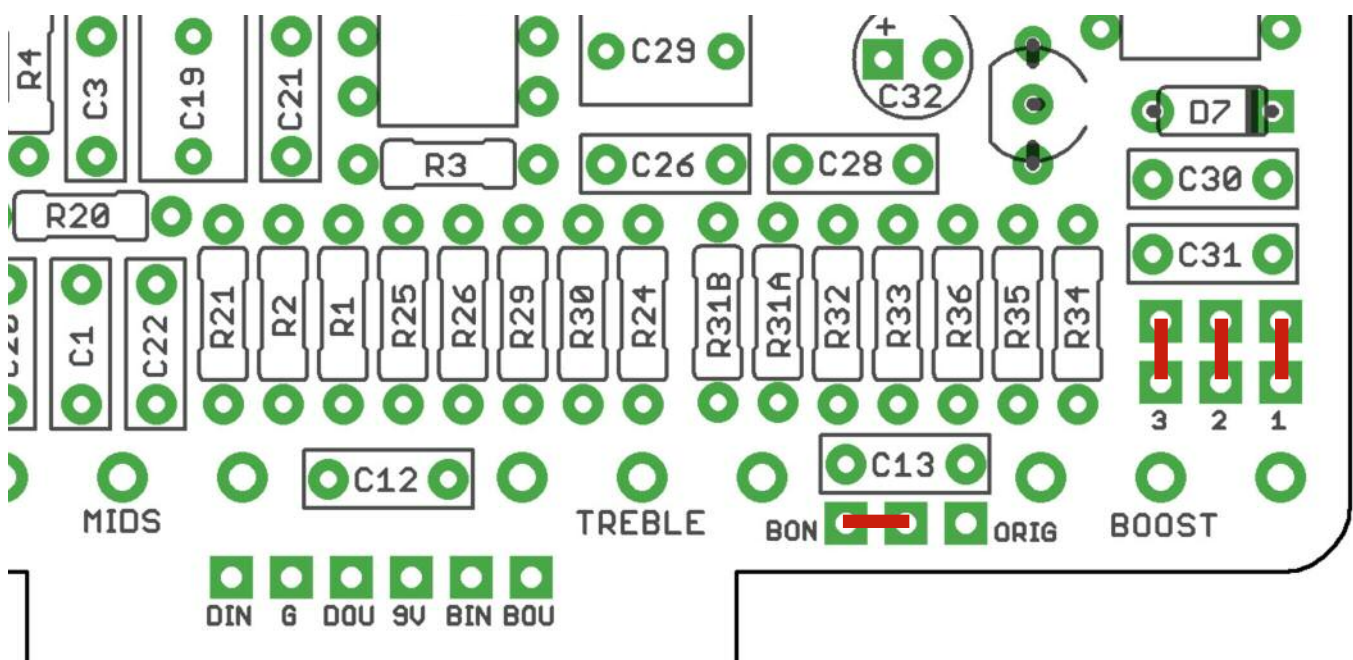 R4
C3
C19
C21
C29
+
C32
D7
R3
C26
C28
C30
R20
C31
C1
C22
R21
R2
R1
R25
R26
R29
R30
R24
R31B
R31A
R32
R33
R36
R35
R34
3 2 1
C12
C13
MIDS
TREBLE
BON
ORIG
BOOST
DIN G DOU 9V BIN BOU